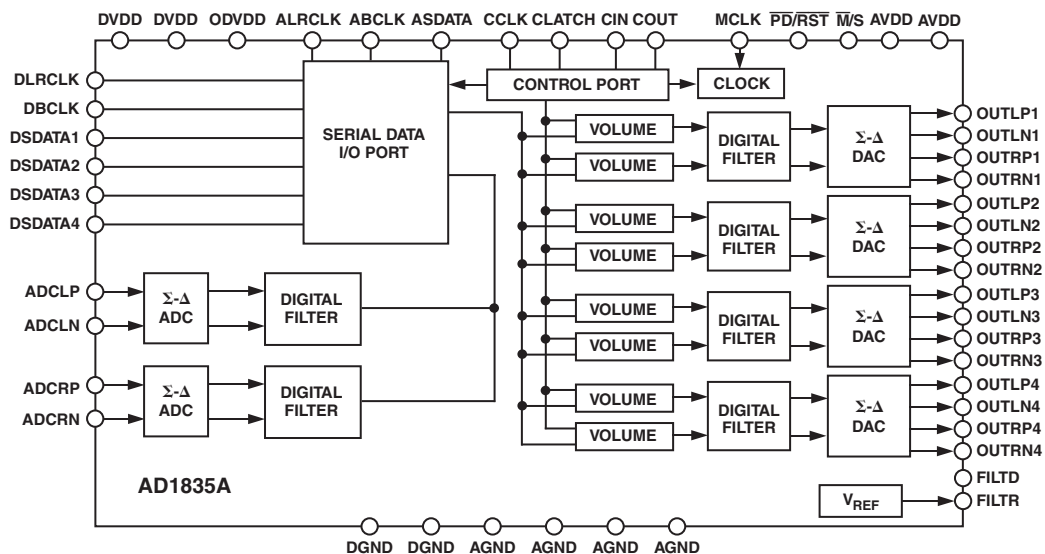 DVDD DVDD ODVDD ALRCLK ABCLK ASDATA CCLK CLATCH CIN COUT MCLK PD/RST M/S AVDD AVDD
DLRCLK
DBCLK
DSDATA1
DSDATA2
DSDATA3
DSDATA4
SERIAL DATA
I/O PORT
CONTROL PORT
CLOCK
ADCLP
ADCLN
Σ-Δ
ADC
DIGITAL
FILTER
ADCRP
ADCRN
Σ-Δ
ADC
DIGITAL
FILTER
VOLUME
VOLUME
DIGITAL
FILTER
Σ-Δ
DAC
OUTLP1
OUTLN1
OUTRP1
OUTRN1
VOLUME
VOLUME
DIGITAL
FILTER
Σ-Δ
DAC
OUTLP2
OUTLN2
OUTRP2
OUTRN2
VOLUME
VOLUME
DIGITAL
FILTER
Σ-Δ
DAC
OUTLP3
OUTLN3
OUTRP3
OUTRN3
VOLUME
VOLUME
DIGITAL
FILTER
Σ-Δ
DAC
OUTLP4
OUTLN4
OUTRP4
OUTRN4
AD1835A
VREF
FILTD
FILTR
DGND DGND AGND AGND AGND AGND